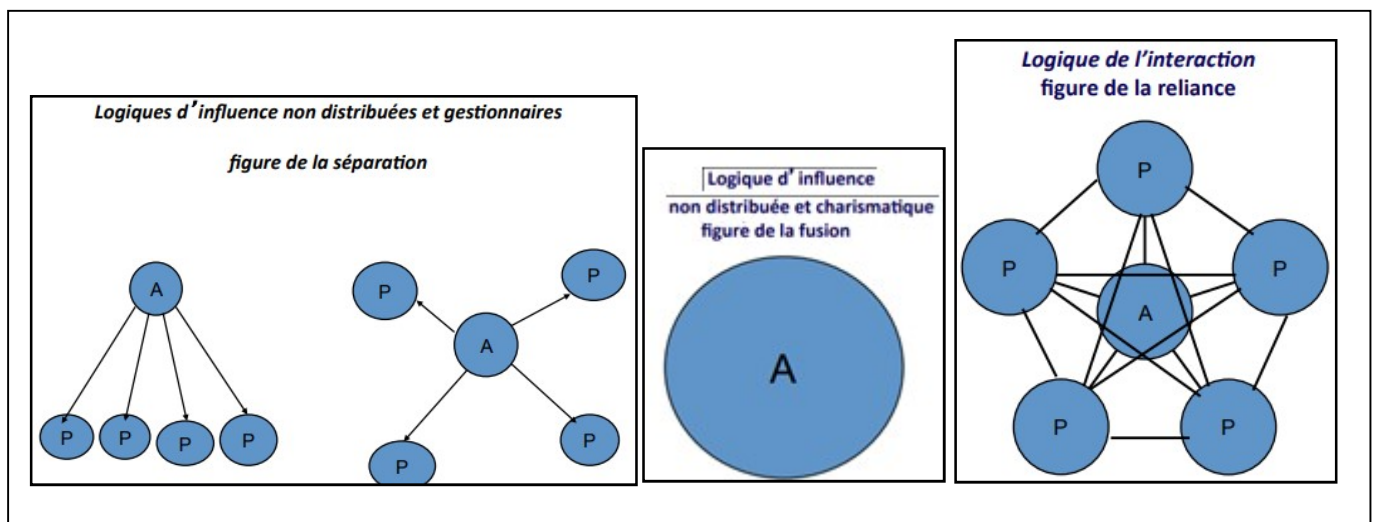 Logiques d’influence non distribuées et gestionnaires
figure de la séparation
A
P
P
P
P
P
P
A
P
P
Logique d’influence
non distribuée et charismatique
figure de la fusion
A
Logique de l’interaction
figure de la reliance
P
P
P
A
P
P